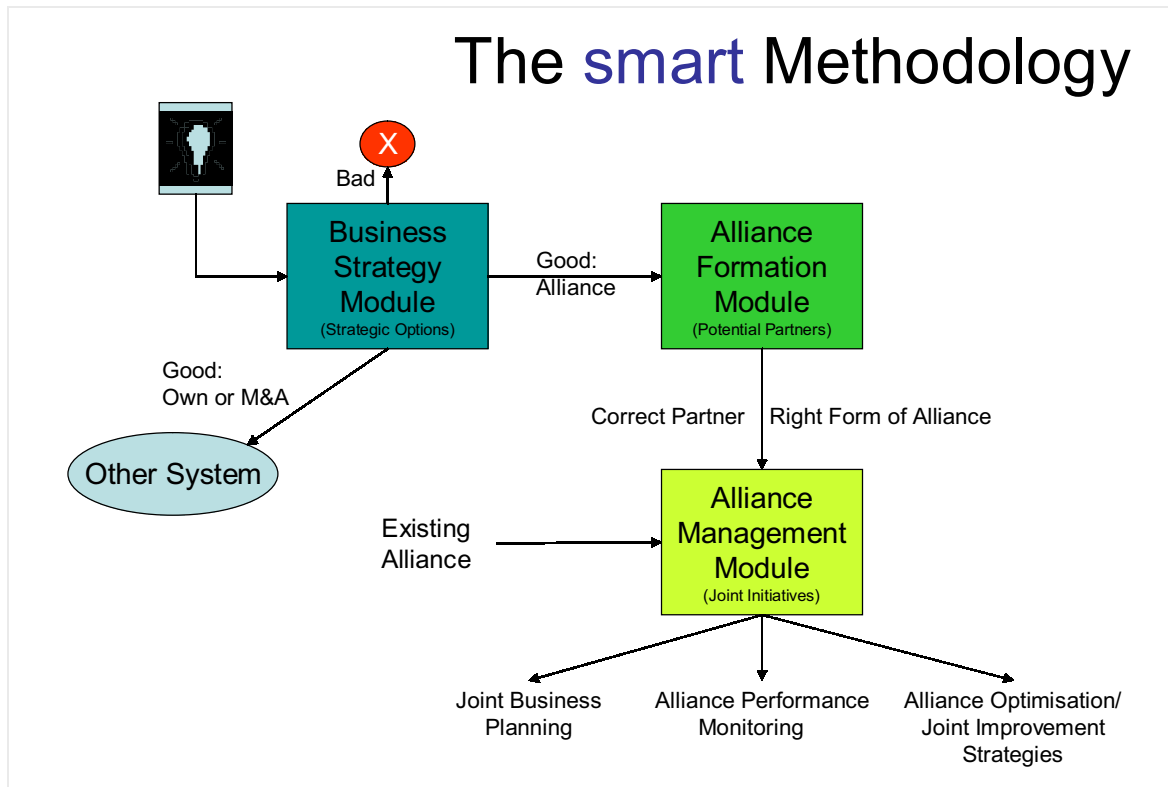 The smart Methodology
X
Bad
Business
Strategy
Module
(Strategic Options)
Good:
Alliance
Alliance
Formation
Module
(Potential Partners)
Good:
Own or M&A
Other System
Correct Partner
Right Form of Alliance
Existing
Alliance
Alliance
Management
Module
(Joint Initiatives)
Joint Business
Planning
Alliance Performance
Monitoring
Alliance Optimisation/
Joint Improvement
Strategies